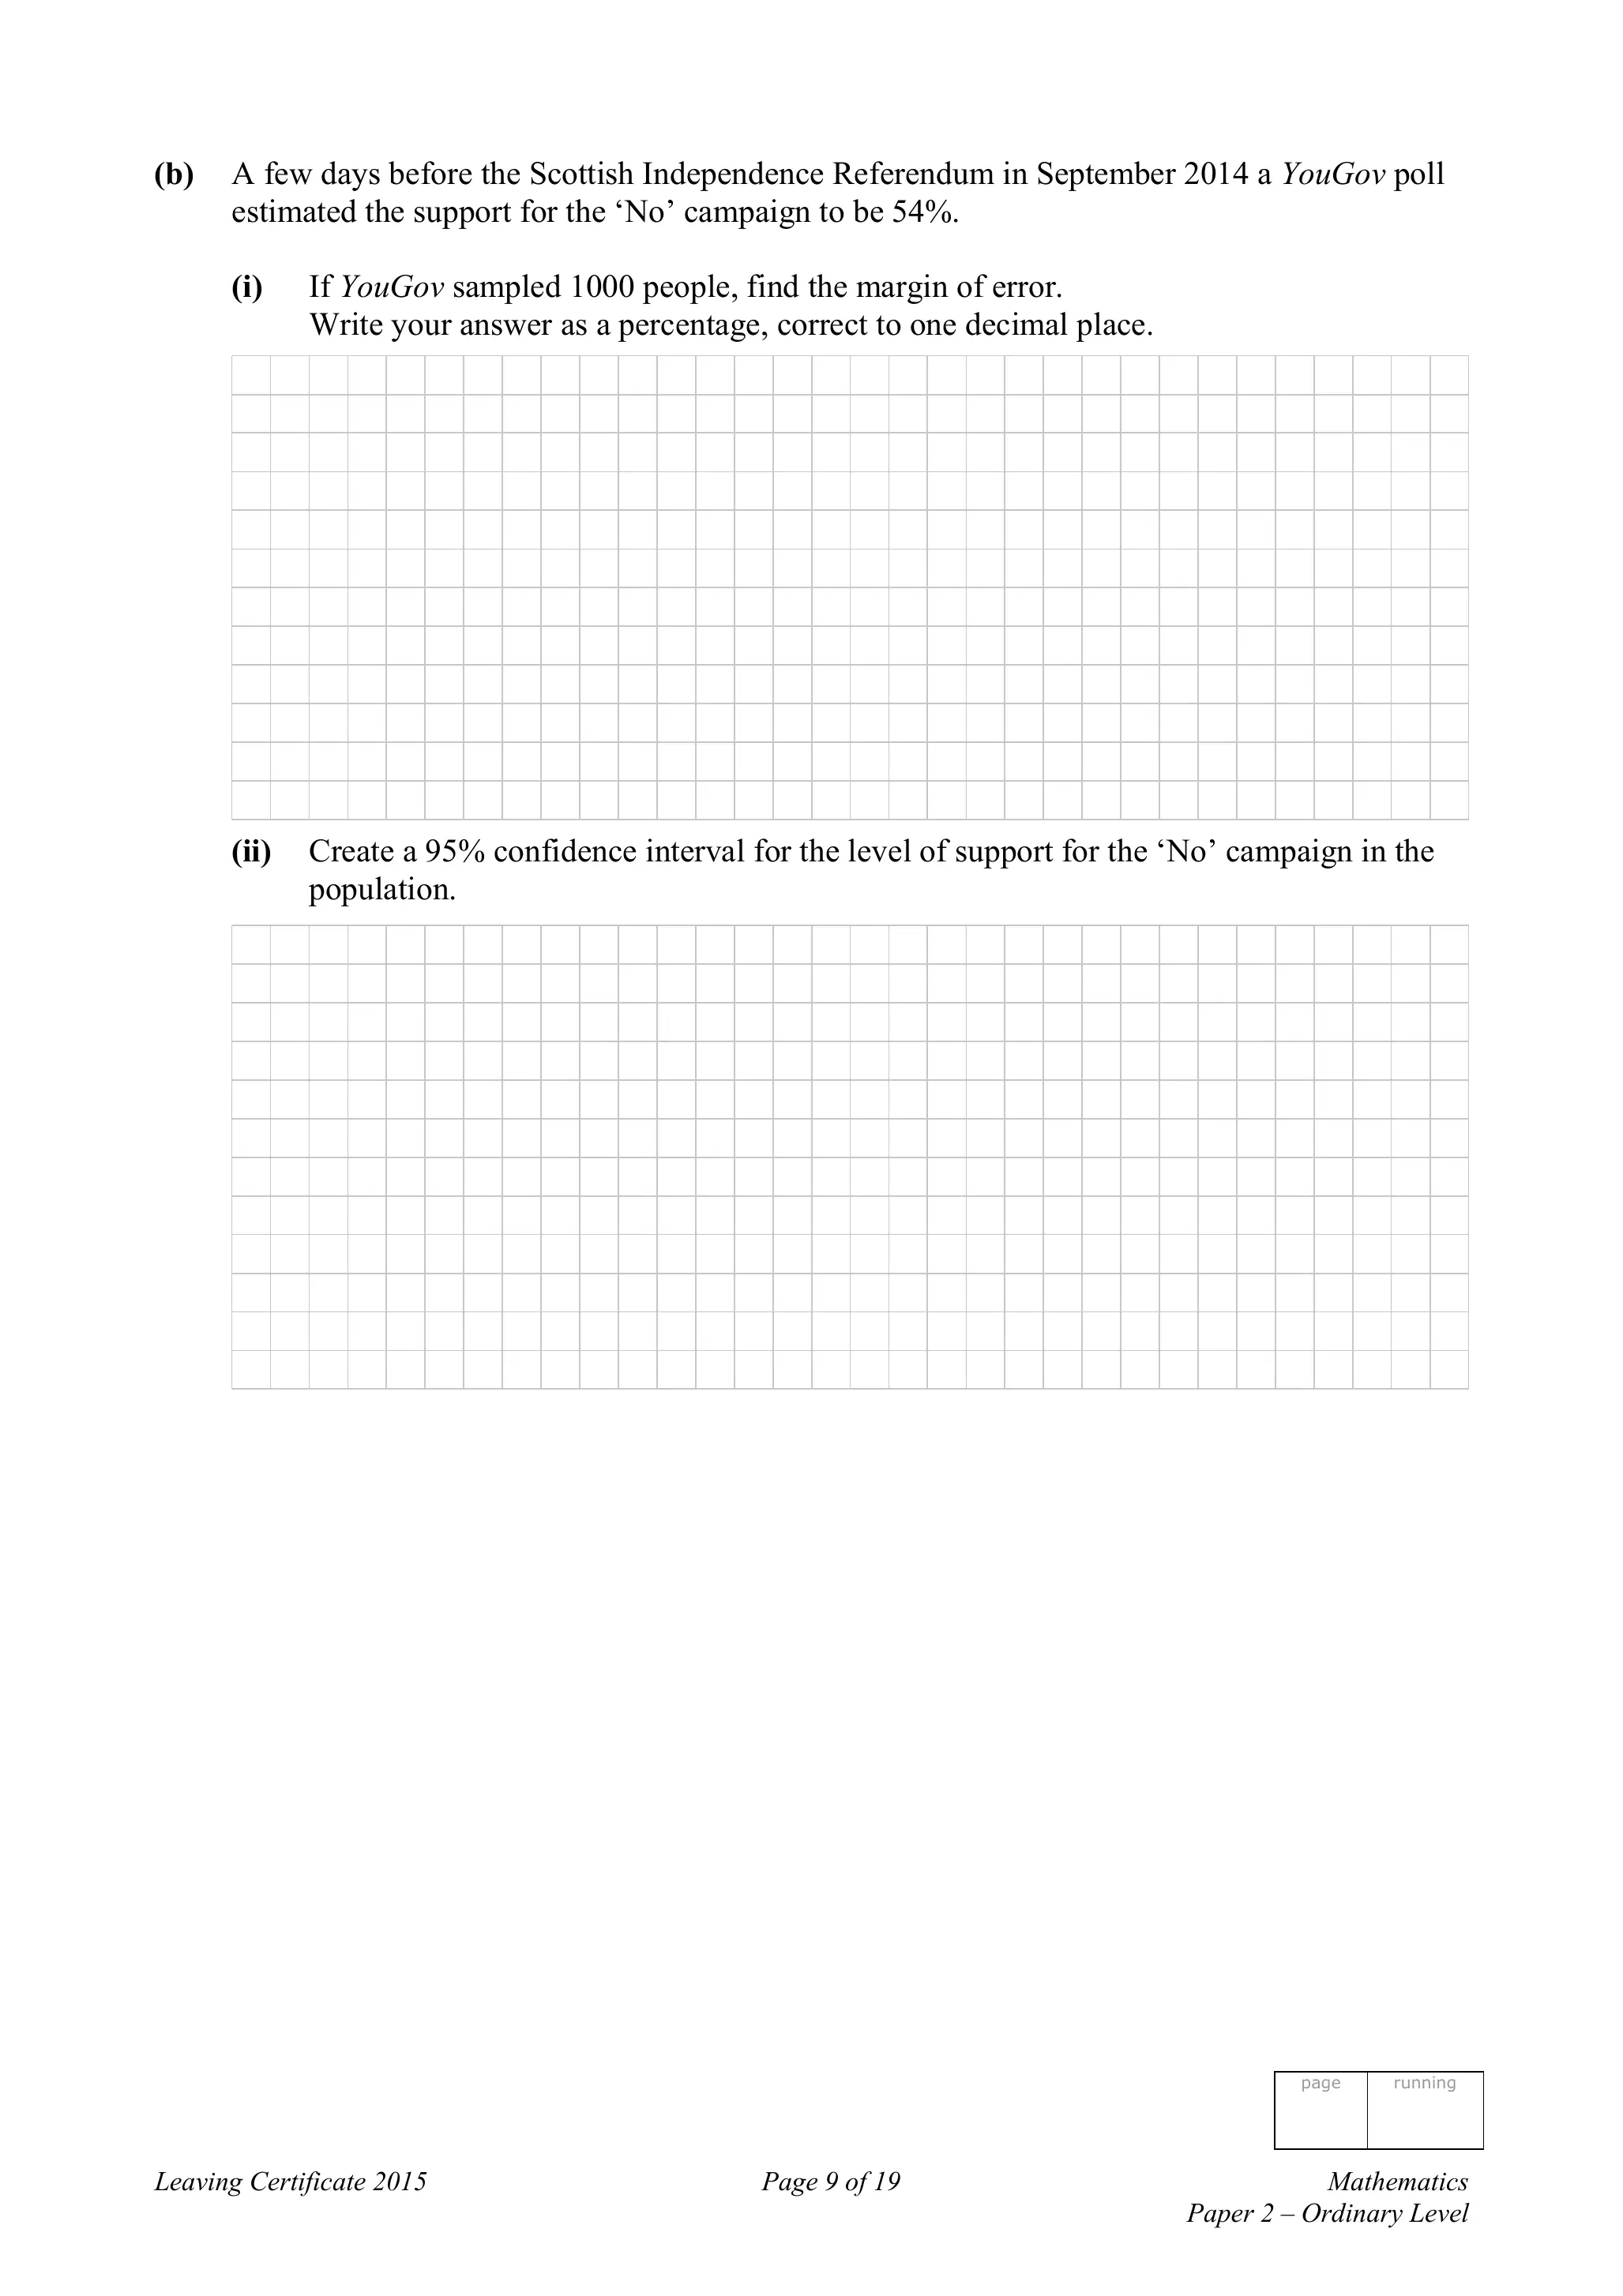 (b) A few days before the Scottish Independence Referendum in September 2014 a YouGov poll
estimated the support for the ‘No’ campaign to be 54%.
(i) If YouGov sampled 1000 people, find the margin of error.
Write your answer as a percentage, correct to one decimal place.
(ii) Create a 95% confidence interval for the level of support for the ‘No’ campaign in the
population.
page running
Leaving Certificate 2015 Page 9 of 19 Mathematics
Paper 2 – Ordinary Level